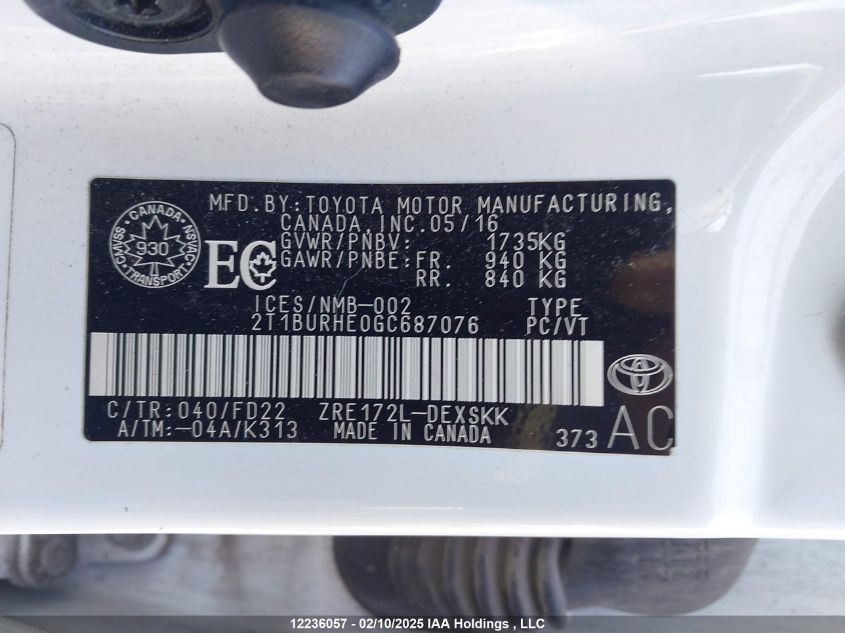 MFD.BY:TOYOTA MOTOR MANUFACTURING,
CANADA,INC.05/16
GVWR/PNBV: 1735KG
GAWR/PNBE:FR. 940 KG
RR. 840 KG
CANADA
CMVSS
930
NSVAC
TRANSPORT
EC
ICES/NMB-002 TYPE
2T1BURHE0GC687076 PC/VT
C/TR:040/FD22 ZRE172L-DEXSKK
A/TM:-04A/K313 MADE IN CANADA 373 AC
12236057 - 02/10/2025 IAA Holdings , LLC